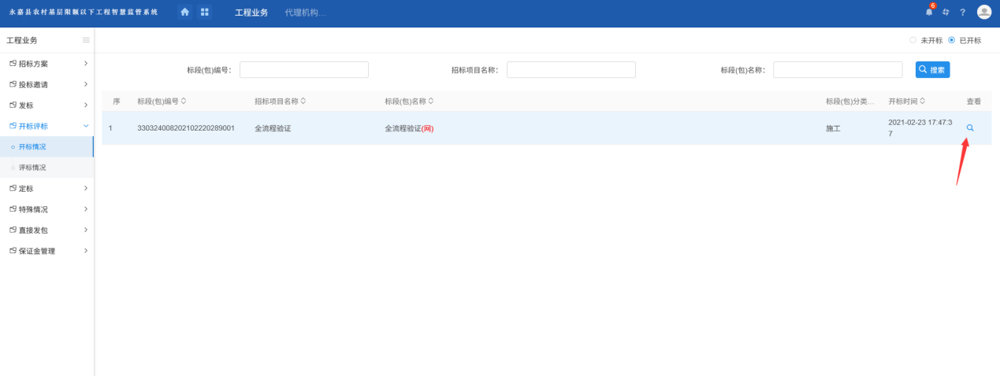 永嘉县农村基层限额以下工程智慧监管系统 工程业务 代理机构... 6 ?
工程业务 未开标 已开标
招标方案
投标邀请
发标
开标评标
开标情况
评标情况
定标
特殊情况
直接发包
保证金管理
标段(包)编号： 招标项目名称： 标段(包)名称： 搜索
序 标段(包)编号 招标项目名称 标段(包)名称 标段(包)分类... 开标时间 查看
1 330324008202102220289001 全流程验证 全流程验证(网) 施工 2021-02-23 17:47:3
7